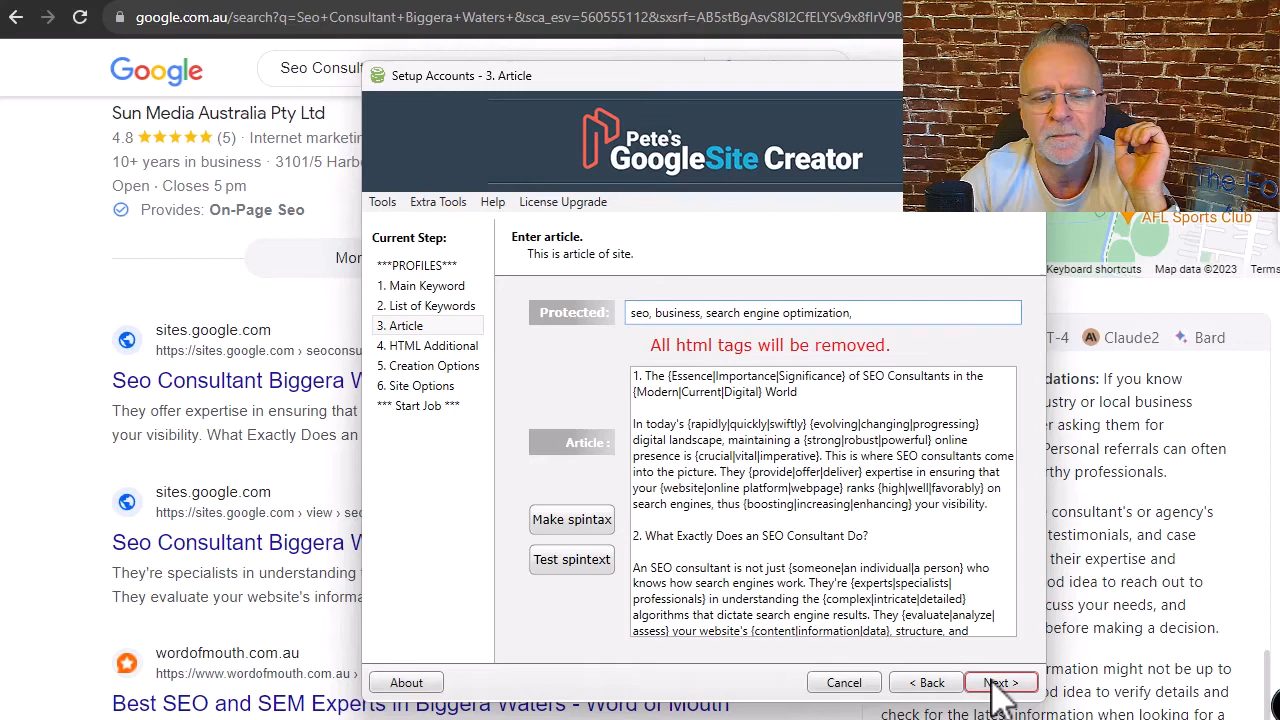 google.com.au/search?q=Seo+Consultant+Biggera+Waters+&sca_esv=560555112&sxsrf=AB5stBgAsvS8I2CfELYSv9x8fIrV9B
Google
Seo Consult
Sun Media Australia Pty Ltd
4.8 (5) · Internet marketin
10+ years in business · 3101/5 Harbo
Open · Closes 5 pm
Provides: On-Page Seo
Mor
sites.google.com
https://sites.google.com › seoconsu
Seo Consultant Biggera W
They offer expertise in ensuring that
your visibility. What Exactly Does an
sites.google.com
https://sites.google.com › view › seo
Seo Consultant Biggera W
They're specialists in understanding the
They evaluate your website's informa
wordofmouth.com.au
https://www.wordofmouth.com.au ›
Best SEO and SEM Experts in Biggera Waters - Word of Mouth
Setup Accounts - 3. Article
Pete's
GoogleSite Creator
Tools Extra Tools Help License Upgrade
Current Step:
***PROFILES***
1. Main Keyword
2. List of Keywords
3. Article
4. HTML Additional
5. Creation Options
6. Site Options
*** Start Job ***
Enter article.
This is article of site.
Protected: seo, business, search engine optimization,
All html tags will be removed.
Article :
Make spintax
Test spintext
1. The {Essence|Importance|Significance} of SEO Consultants in the
{Modern|Current|Digital} World
In today's {rapidly|quickly|swiftly} {evolving|changing|progressing}
digital landscape, maintaining a {strong|robust|powerful} online
presence is {crucial|vital|imperative}. This is where SEO consultants come
into the picture. They {provide|offer|deliver} expertise in ensuring that
your {website|online platform|webpage} ranks {high|well|favorably} on
search engines, thus {boosting|increasing|enhancing} your visibility.
2. What Exactly Does an SEO Consultant Do?
An SEO consultant is not just {someone|an individual|a person} who
knows how search engines work. They're {experts|specialists|
professionals} in understanding the {complex|intricate|detailed}
algorithms that dictate search engine results. They {evaluate|analyze|
assess} your website's {content|information|data}, structure, and
About Cancel < Back Next >
The Fo
AFL Sports Club
Keyboard shortcuts Map data ©2023 Terms
T-4 Claude2 Bard
dations: If you know
ustry or local business
er asking them for
Personal referrals can often
thy professionals.
e consultant's or agency's
testimonials, and case
their expertise and
od idea to reach out to
cuss your needs, and
before making a decision.
rmation might not be up to
od idea to verify details and
check for the latest information when looking for a